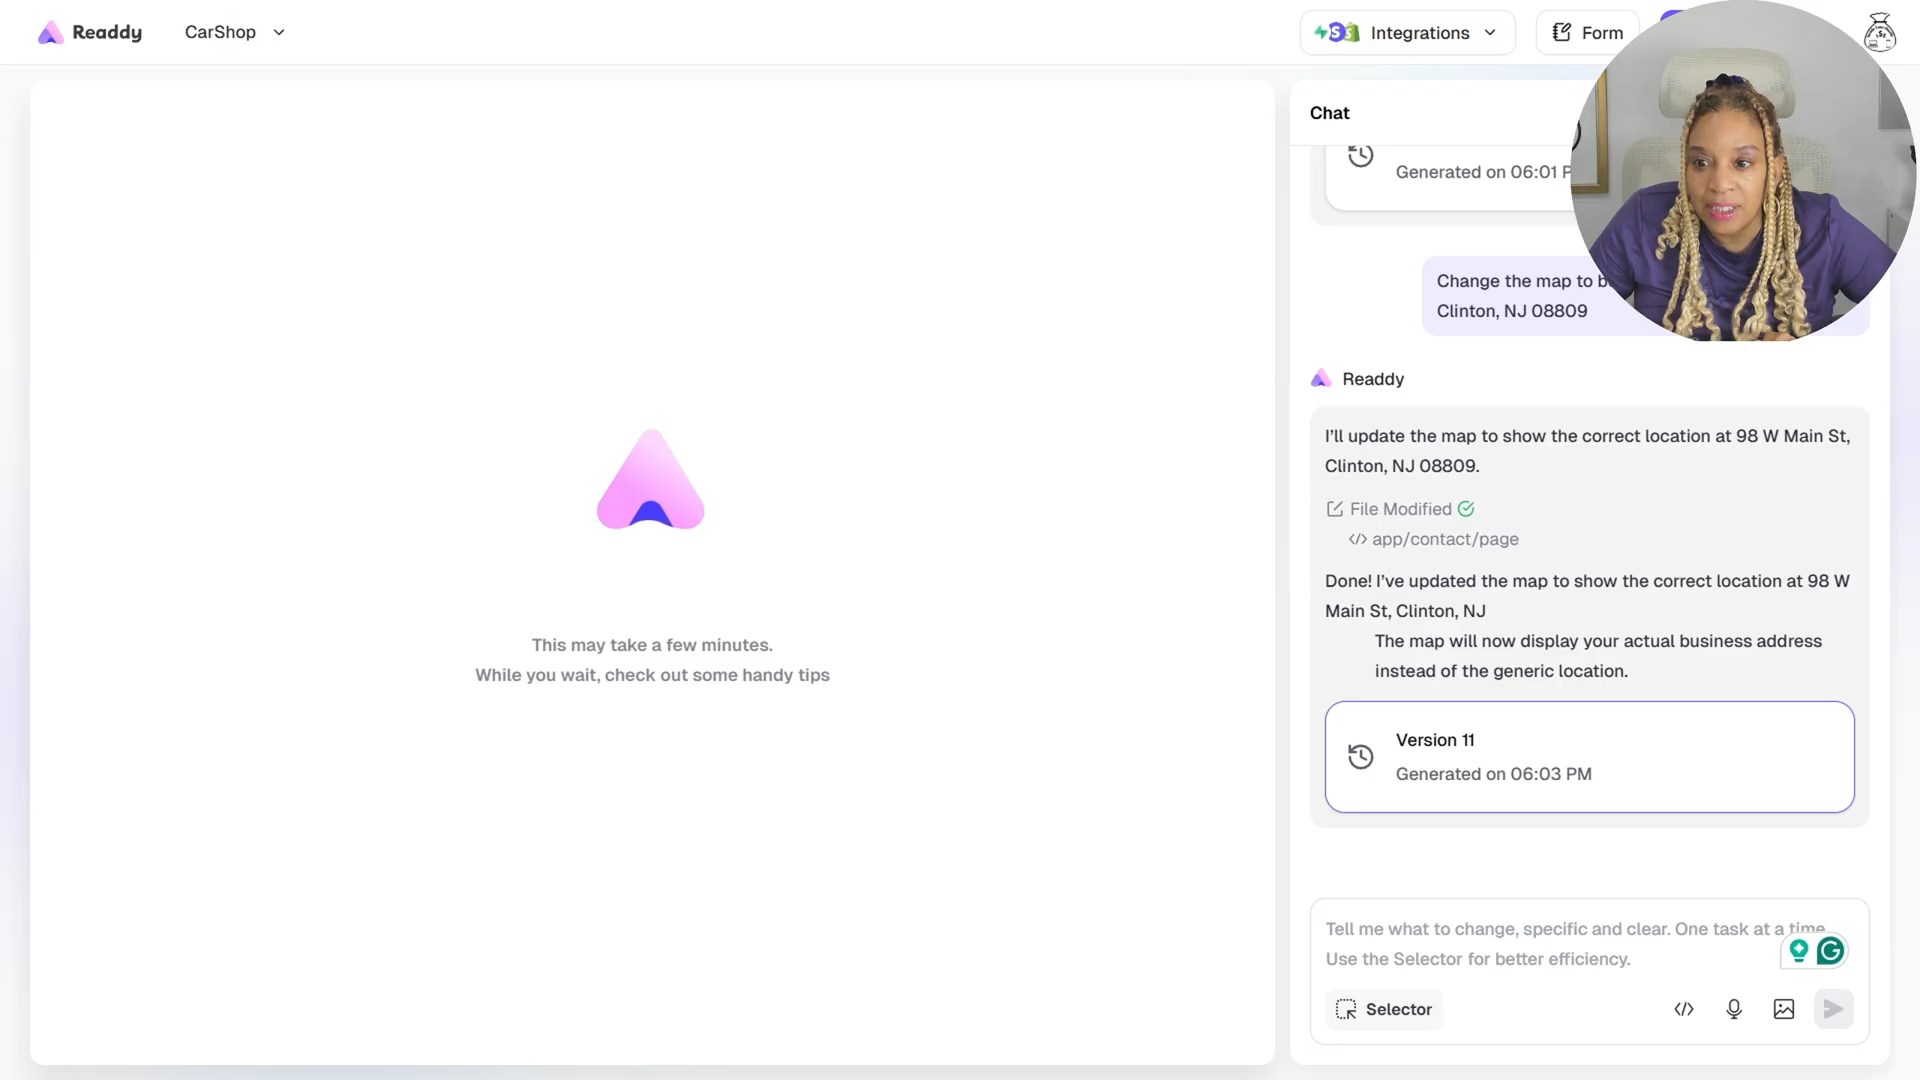 Readdy
CarShop
Integrations
Form
Chat
Generated on 06:01
Change the map to
Clinton, NJ 08809
Readdy
I'll update the map to show the correct location at 98 W Main St,
Clinton, NJ 08809.
File Modified
</> app/contact/page
Done! I've updated the map to show the correct location at 98 W
Main St, Clinton, NJ
The map will now display your actual business address
instead of the generic location.
Version 11
Generated on 06:03 PM
This may take a few minutes.
While you wait, check out some handy tips
Tell me what to change, specific and clear. One task at a time.
Use the Selector for better efficiency.
Selector